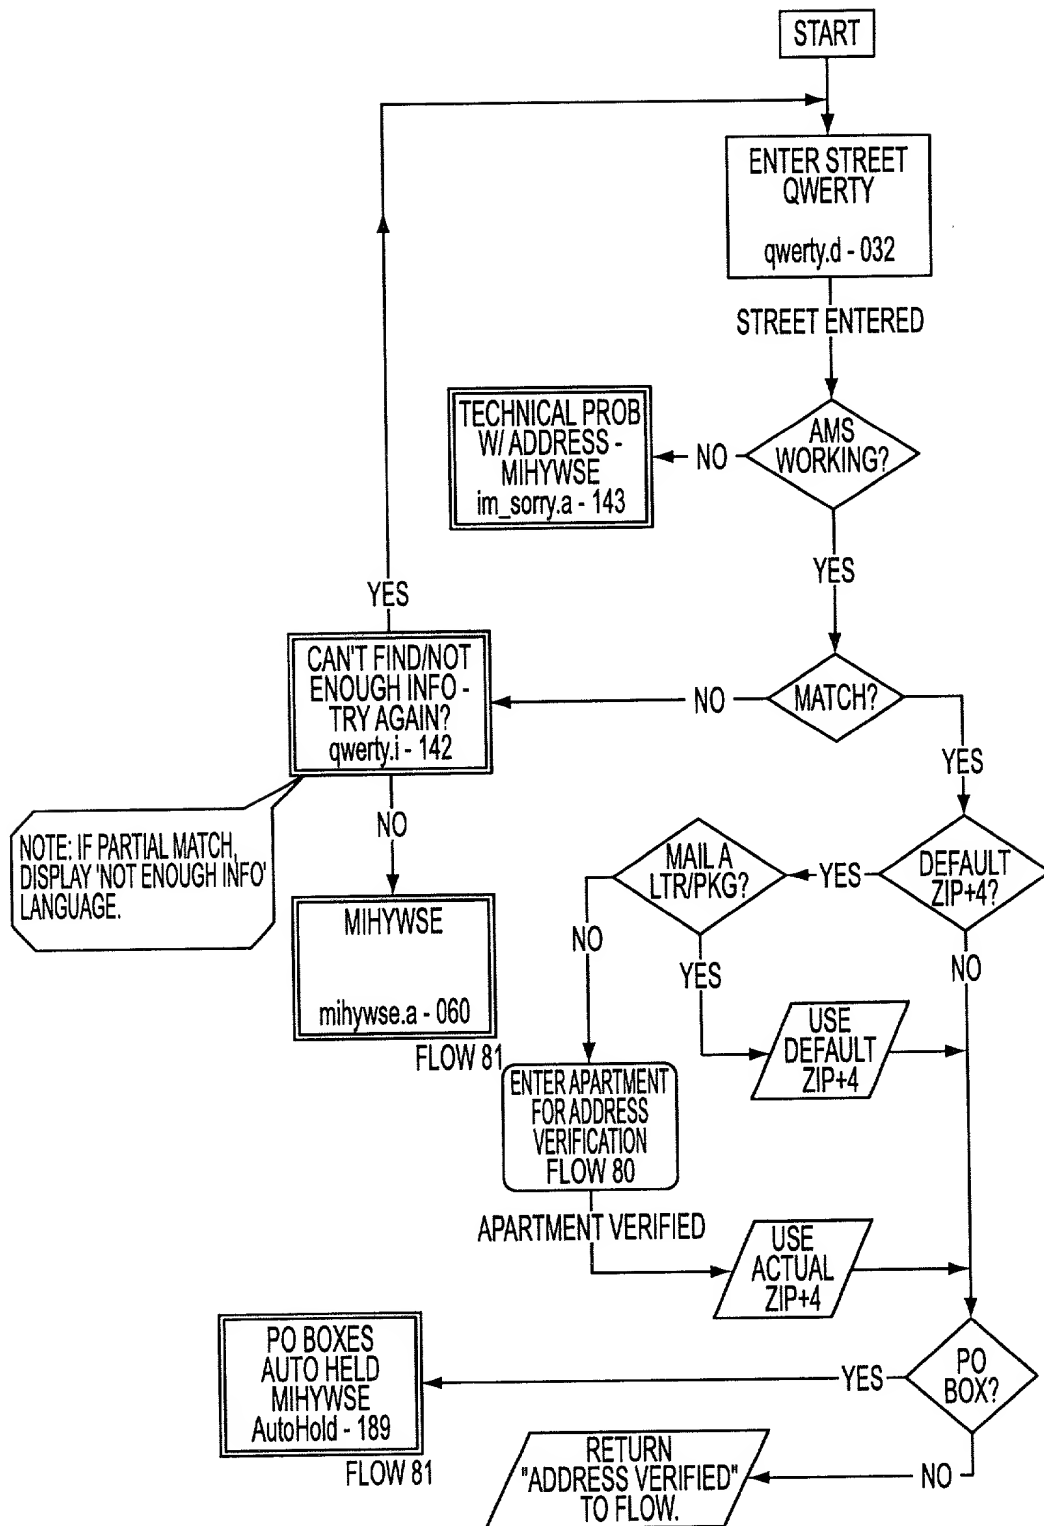 START
ENTER STREET
QWERTY
qwerty.d - 032
STREET ENTERED
TECHNICAL PROB
W/ ADDRESS -
MIHYWSE
im_sorry.a - 143
NO
AMS
WORKING?
YES
YES
CAN'T FIND/NOT
ENOUGH INFO -
TRY AGAIN?
qwerty.i - 142
NO
MATCH?
YES
NO
NOTE: IF PARTIAL MATCH,
DISPLAY 'NOT ENOUGH INFO'
LANGUAGE.
MAIL A
LTR/PKG?
YES
DEFAULT
ZIP+4?
MIHYWSE
mihywse.a - 060
FLOW 81
NO
YES
NO
USE
DEFAULT
ZIP+4
ENTER APARTMENT
FOR ADDRESS
VERIFICATION
FLOW 80
APARTMENT VERIFIED
USE
ACTUAL
ZIP+4
PO BOXES
AUTO HELD
MIHYWSE
AutoHold - 189
FLOW 81
YES
PO
BOX?
RETURN
"ADDRESS VERIFIED"
TO FLOW.
NO